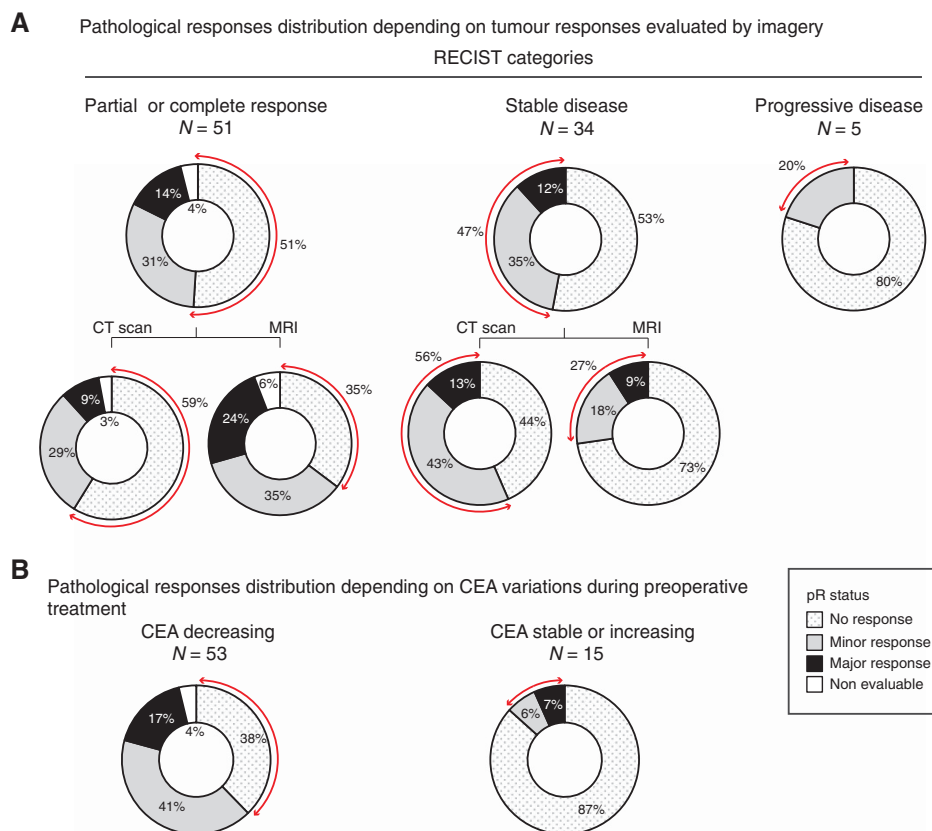 A
Pathological responses distribution depending on tumour responses evaluated by imagery
RECIST categories
Partial or complete response
N = 51
Stable disease
N = 34
Progressive disease
N = 5
14%
4%
31%
51%
12%
53%
47%
35%
20%
80%
CT scan
MRI
CT scan
MRI
9%
3%
59%
29%
6%
35%
24%
35%
56%
13%
44%
43%
27%
9%
18%
73%
B
Pathological responses distribution depending on CEA variations during preoperative
treatment
CEA decreasing
N = 53
CEA stable or increasing
N = 15
17%
4%
38%
41%
7%
6%
87%
pR status
No response
Minor response
Major response
Non evaluable